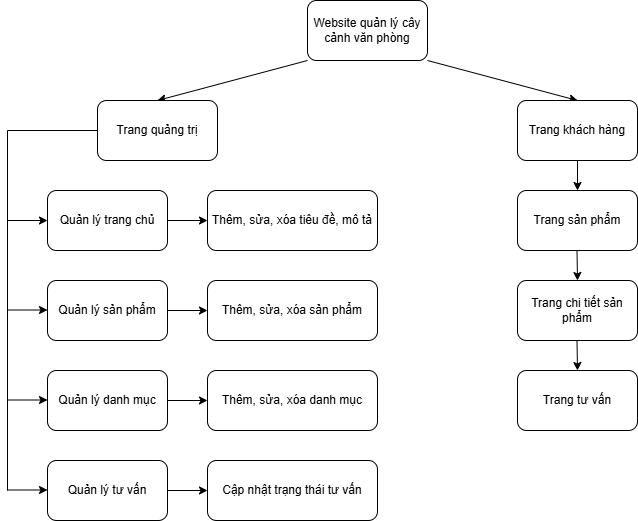 Website quản lý cây
cảnh văn phòng
Trang quảng trị
Trang khách hàng
Quản lý trang chủ
Thêm, sửa, xóa tiêu đề, mô tả
Trang sản phẩm
Quản lý sản phẩm
Thêm, sửa, xóa sản phẩm
Trang chi tiết sản
phẩm
Quản lý danh mục
Thêm, sửa, xóa danh mục
Trang tư vấn
Quản lý tư vấn
Cập nhật trạng thái tư vấn